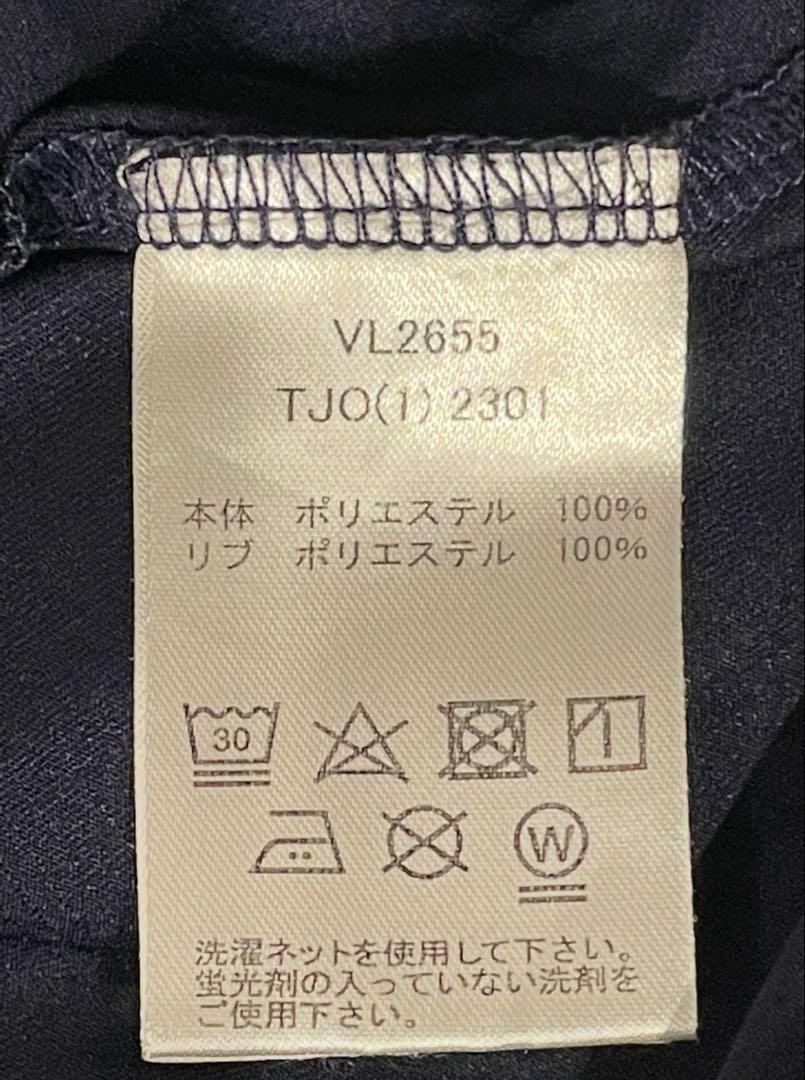 VL2655
TJO(1) 2301
本体 ポリエステル 100%
リブ ポリエステル 100%
30
W
洗濯ネットを使用して下さい。
蛍光剤の入っていない洗剤を
ご使用下さい。